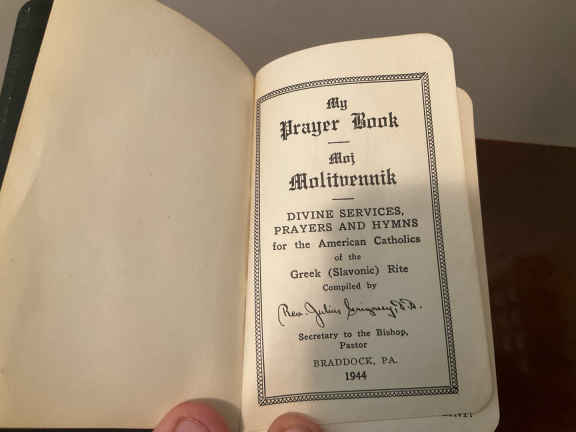 My
Prayer Book
Moj
Molitvennik
DIVINE SERVICES,
PRAYERS AND HYMNS
for the American Catholics
of the
Greek (Slavonic) Rite
Compiled by
Rev. Julius
Secretary to the Bishop,
Pastor
BRADDOCK, PA.
1944